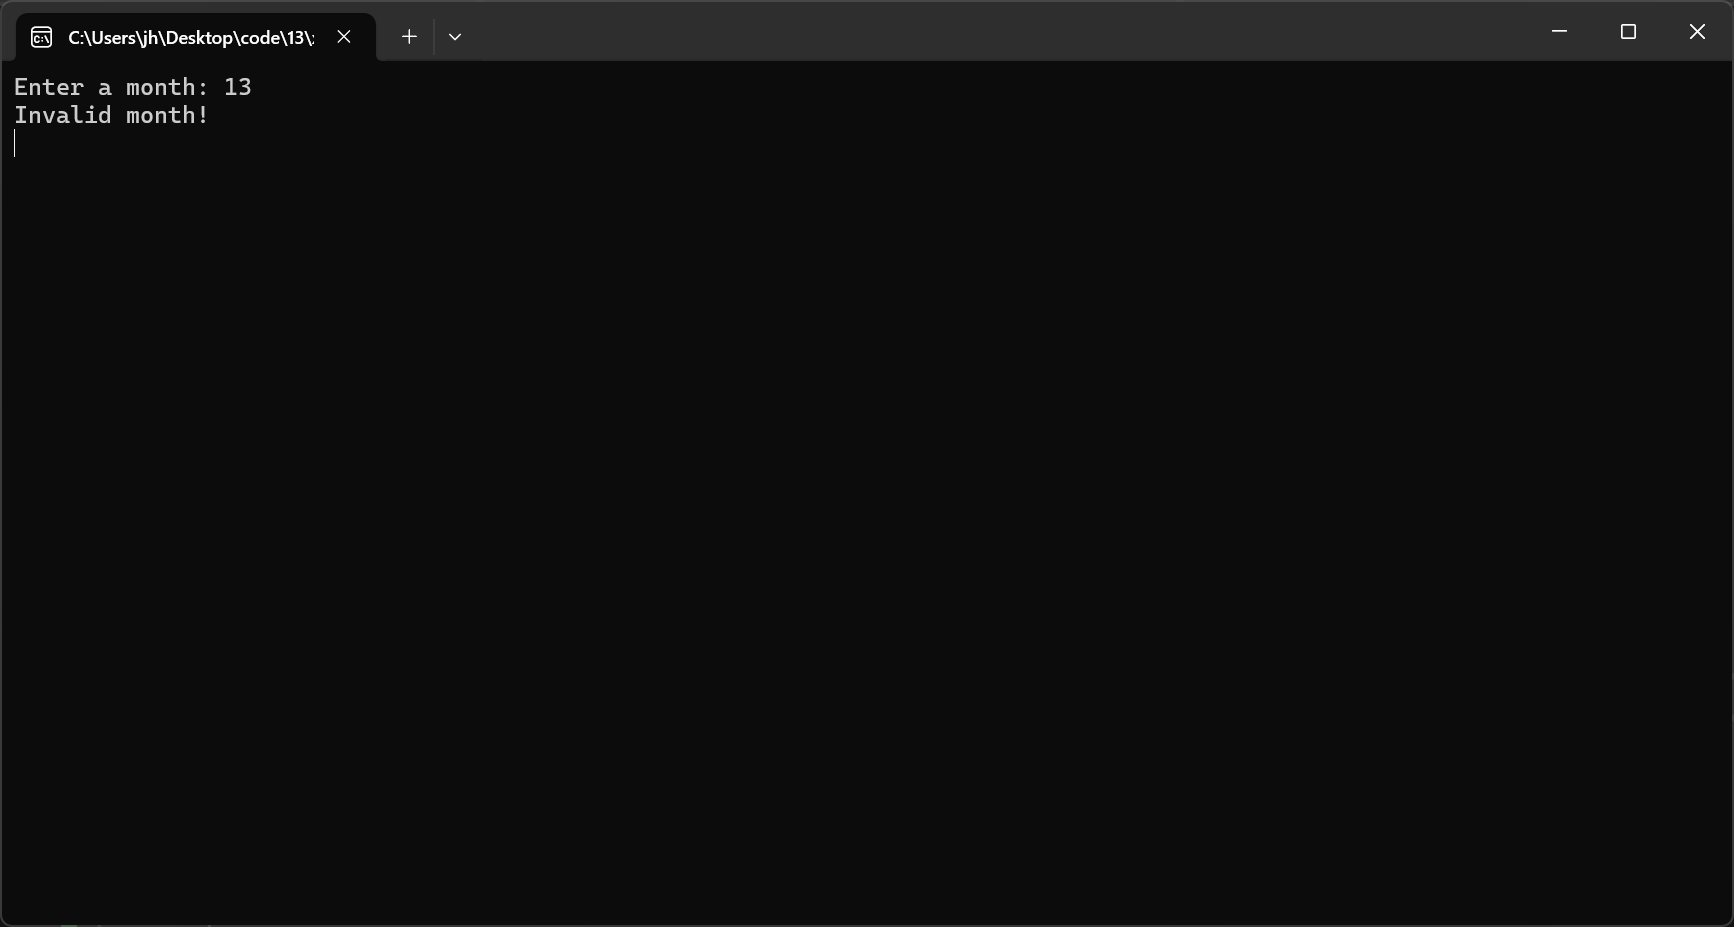 C:\Users\jh\Desktop\code\13\
Enter a month: 13
Invalid month!